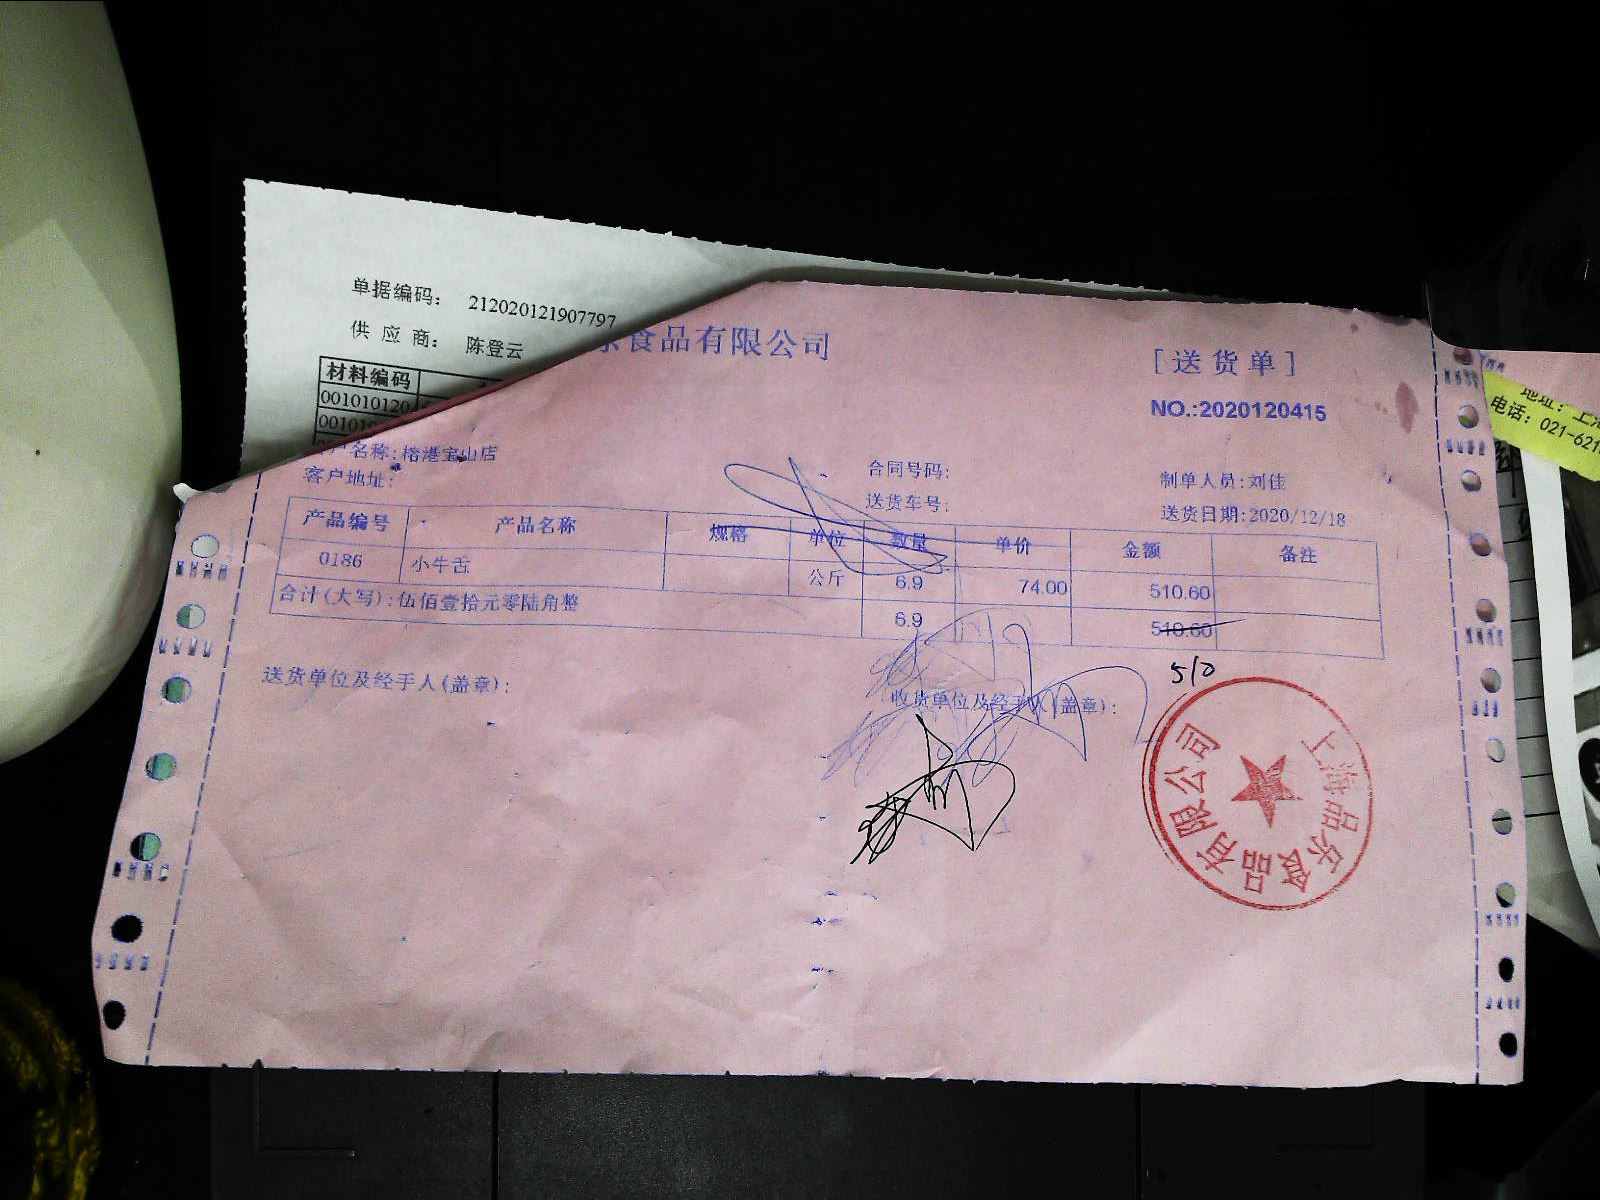 单据编码： 212020121907797
供 应 商： 陈登云
材料编码
001010120
00101
食品有限公司
[送货单]
NO.:2020120415
户名称:榕港宝山店
客户地址:
合同号码:
送货车号:
制单人员:刘佳
送货日期:2020/12/18
产品编号 产品名称 规格 单位 数量 单价 金额 备注
0186 小牛舌 公斤 6.9 74.00 510.60
合计(大写):伍佰壹拾元零陆角整 6.9 510.60
510
送货单位及经手人(盖章):
收货单位及经手人(盖章):
上海品乐食品有限公司
地址：上海
电话：021-621